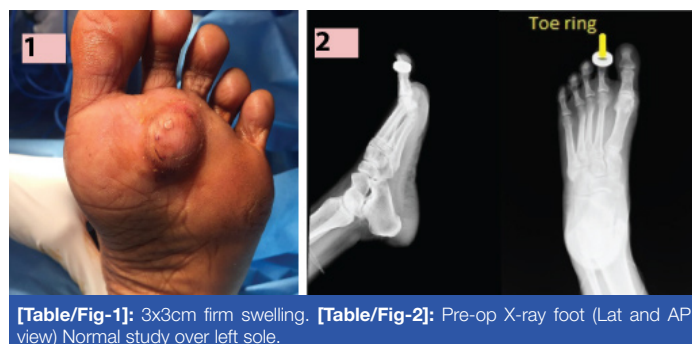 1
2
Toe ring
[Table/Fig-1]: 3x3cm firm swelling. [Table/Fig-2]: Pre-op X-ray foot (Lat and AP
view) Normal study over left sole.